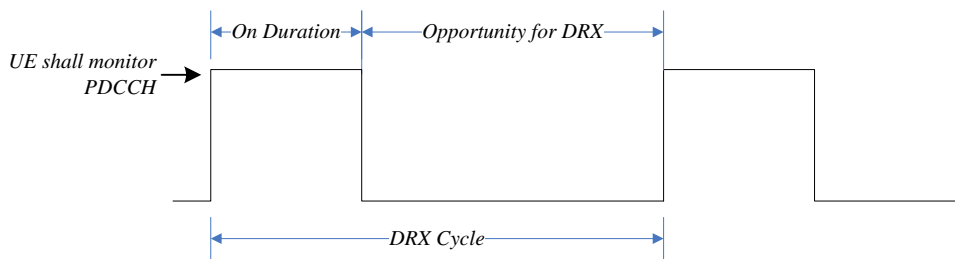 On Duration
Opportunity for DRX
UE shall monitor
PDCCH
DRX Cycle